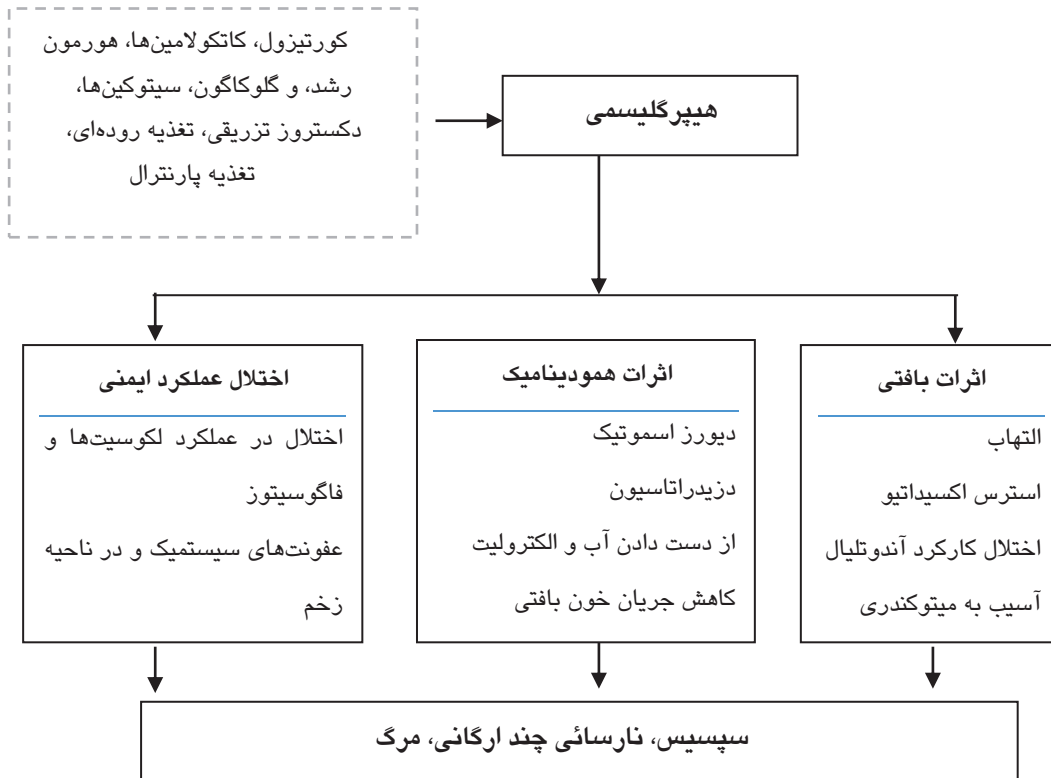 کورتیزول، کاتکولامین‌ها، هورمون
رشد، و گلوکاگون، سیتوکین‌ها،
دکستروز تزریقی، تغذیه روده‌ای،
تغذیه پارنترال
هیپرگلیسمی
اثرات بافتی
التهاب
استرس اکسیداتیو
اختلال کارکرد آندوتلیال
آسیب به میتوکندری
اثرات همودینامیک
دیورز اسموتیک
دزیدراتاسیون
از دست دادن آب و الکترولیت
کاهش جریان خون بافتی
اختلال عملکرد ایمنی
اختلال در عملکرد لکوسیت‌ها و
فاگوسیتوز
عفونت‌های سیستمیک و در ناحیه
زخم
سپسیس، نارسائی چند ارگانی، مرگ